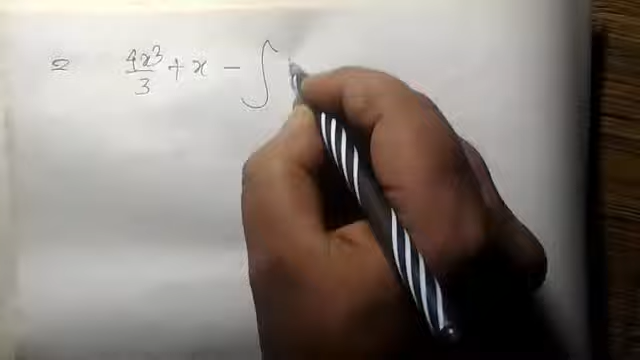 = 4x³/3 + x - ∫